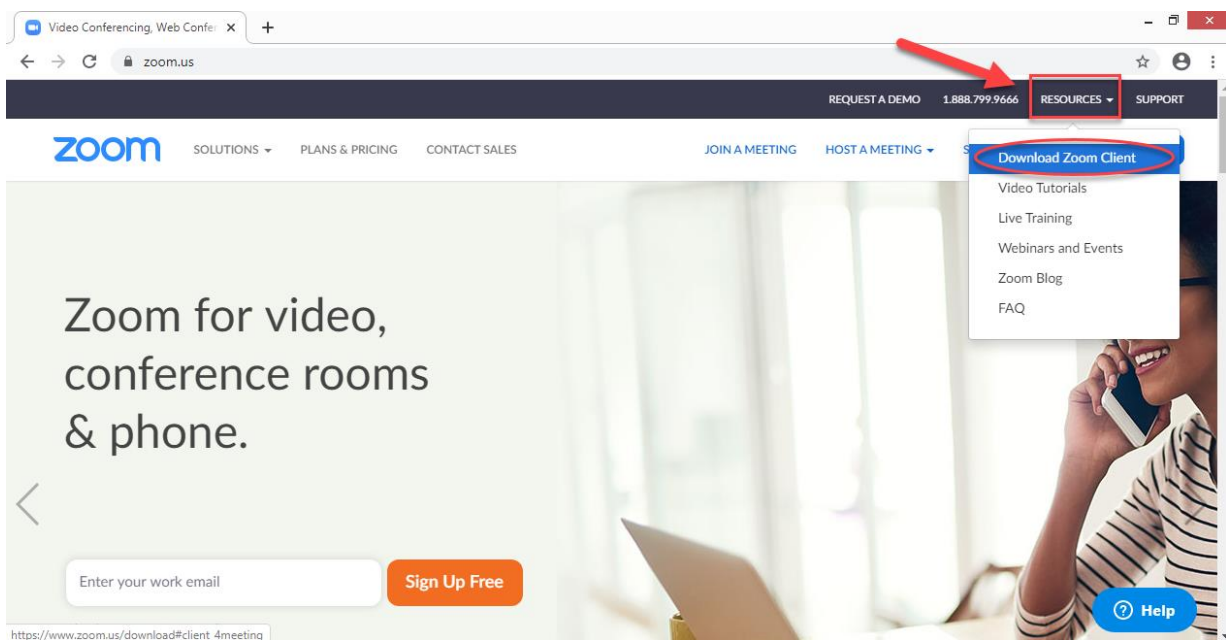 Video Conferencing, Web Confe
zoom.us
REQUEST A DEMO 1.888.799.9666 RESOURCES SUPPORT
zoom SOLUTIONS PLANS & PRICING CONTACT SALES JOIN A MEETING HOST A MEETING S
Download Zoom Client
Video Tutorials
Live Training
Webinars and Events
Zoom Blog
FAQ
Zoom for video,
conference rooms
& phone.
Enter your work email Sign Up Free
Help
https://www.zoom.us/download#client_4meeting